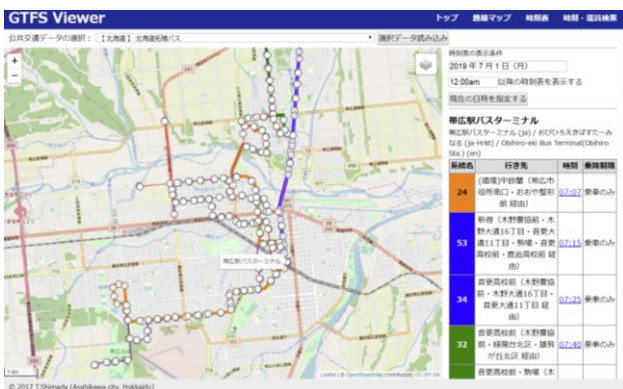 GTFS Viewer
トップ 路線マップ 時刻表 時刻・運賃検索
公共交通データの選択： 【北海道】北海道拓殖バス 選択データ読み込み
時刻表の表示条件
2019 年 7 月 1 日 （月）
12:00am 以降の時刻表を表示する
現在の日時を指定する
帯広駅バスターミナル
帯広駅バスターミナル (ja) / おびひろえきばすたーみ
なる (ja-Hrkt) / Obihiro-eki Bus Terminal(Obihiro
Sta.) (en)
系統名 行き先 時刻 乗降制限
24 (循環)中鈴蘭（帯広市
役所南口・おおや整形
前 経由） 07:07 乗車のみ
53 新得（木野農協前・木
野大通16丁目・音更大
通11丁目・駒場・音更
高校前・鹿追高校前 経
由） 07:15 乗車のみ
34 音更高校前（木野農協
前・木野大通16丁目・
音更大通11丁目 経
由） 07:25 乗車のみ
32 音更高校前（木野農協
前・緑陽台北区・雄飛
が丘北区 経由） 07:40 乗車のみ
音更高校前・駒場（木
帯広駅バスターミナル
1 km
Leaflet | © OpenStreetMap contributors, CC-BY-SA
© 2017 T.Shimada (Asahikawa city, Hokkaido)